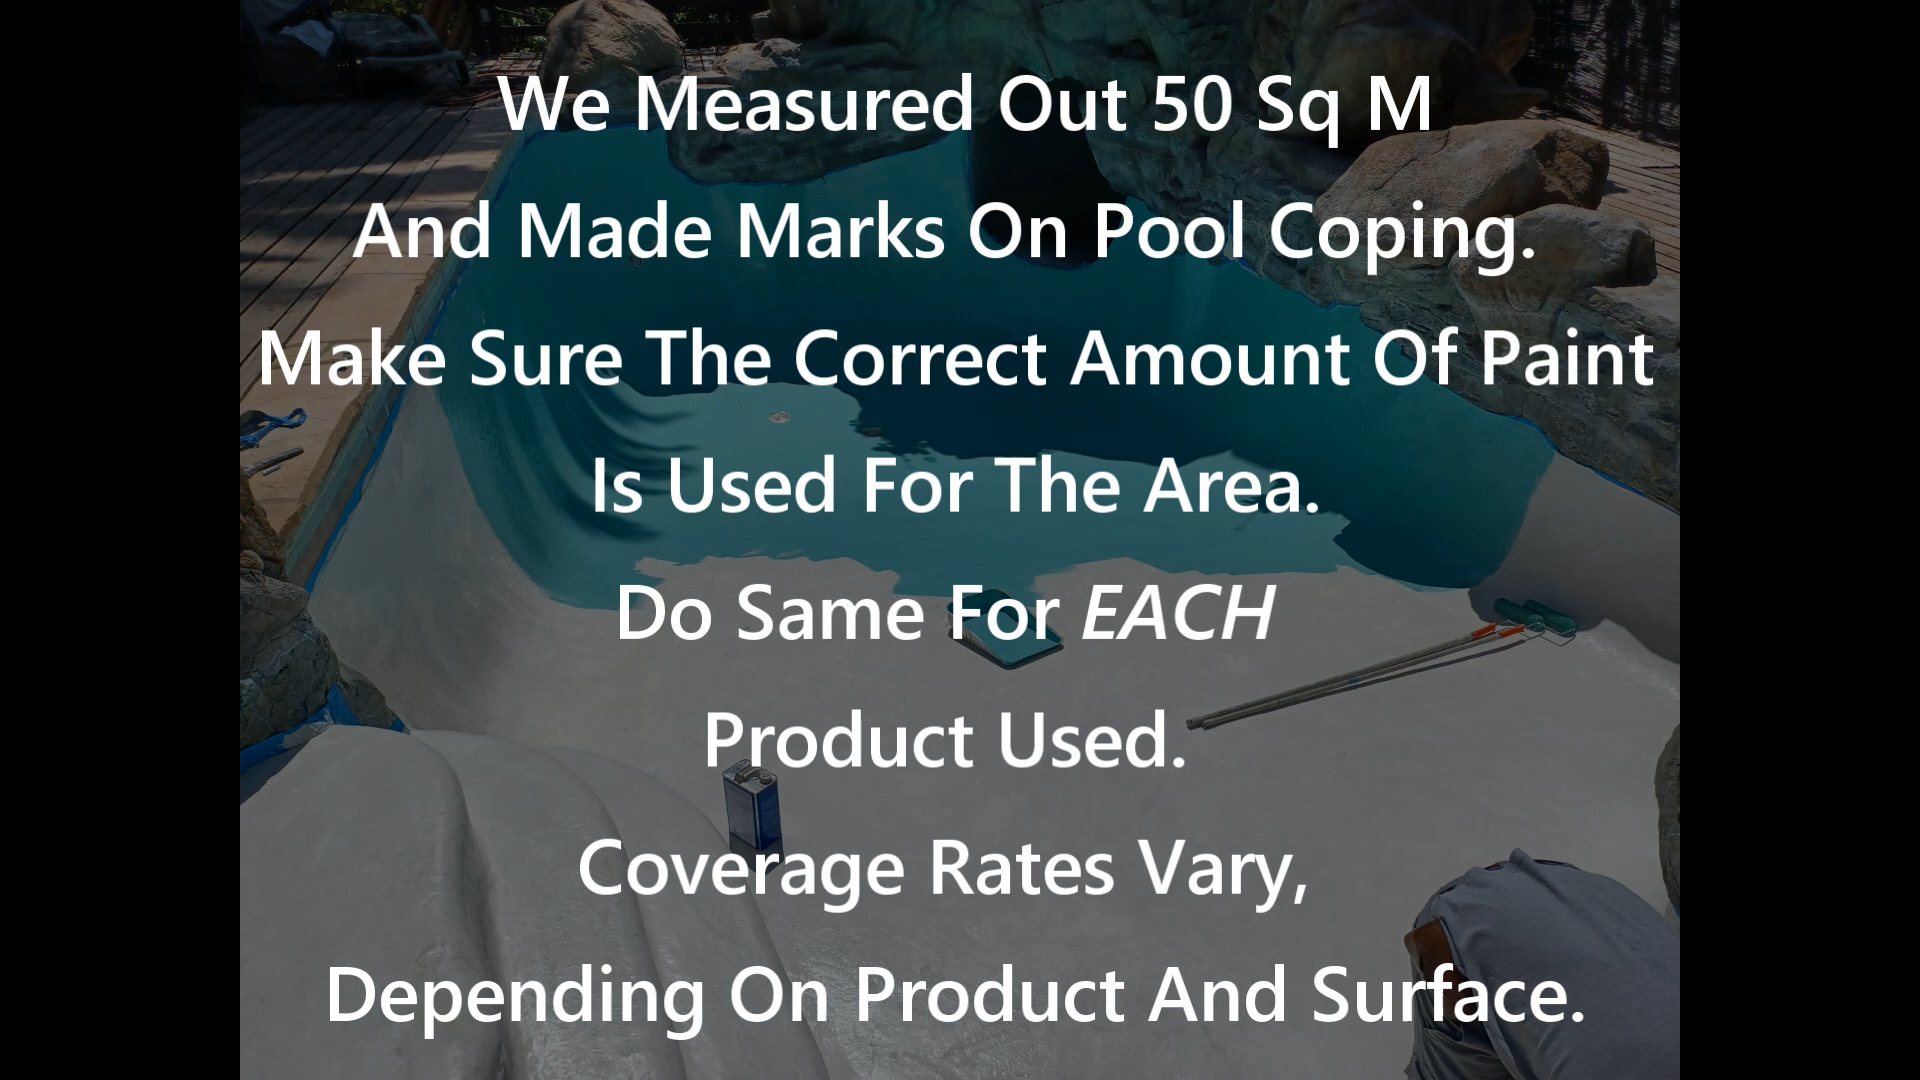 We Measured Out 50 Sq M
And Made Marks On Pool Coping.
Make Sure The Correct Amount Of Paint
Is Used For The Area.
Do Same For EACH
Product Used.
Coverage Rates Vary,
Depending On Product And Surface.